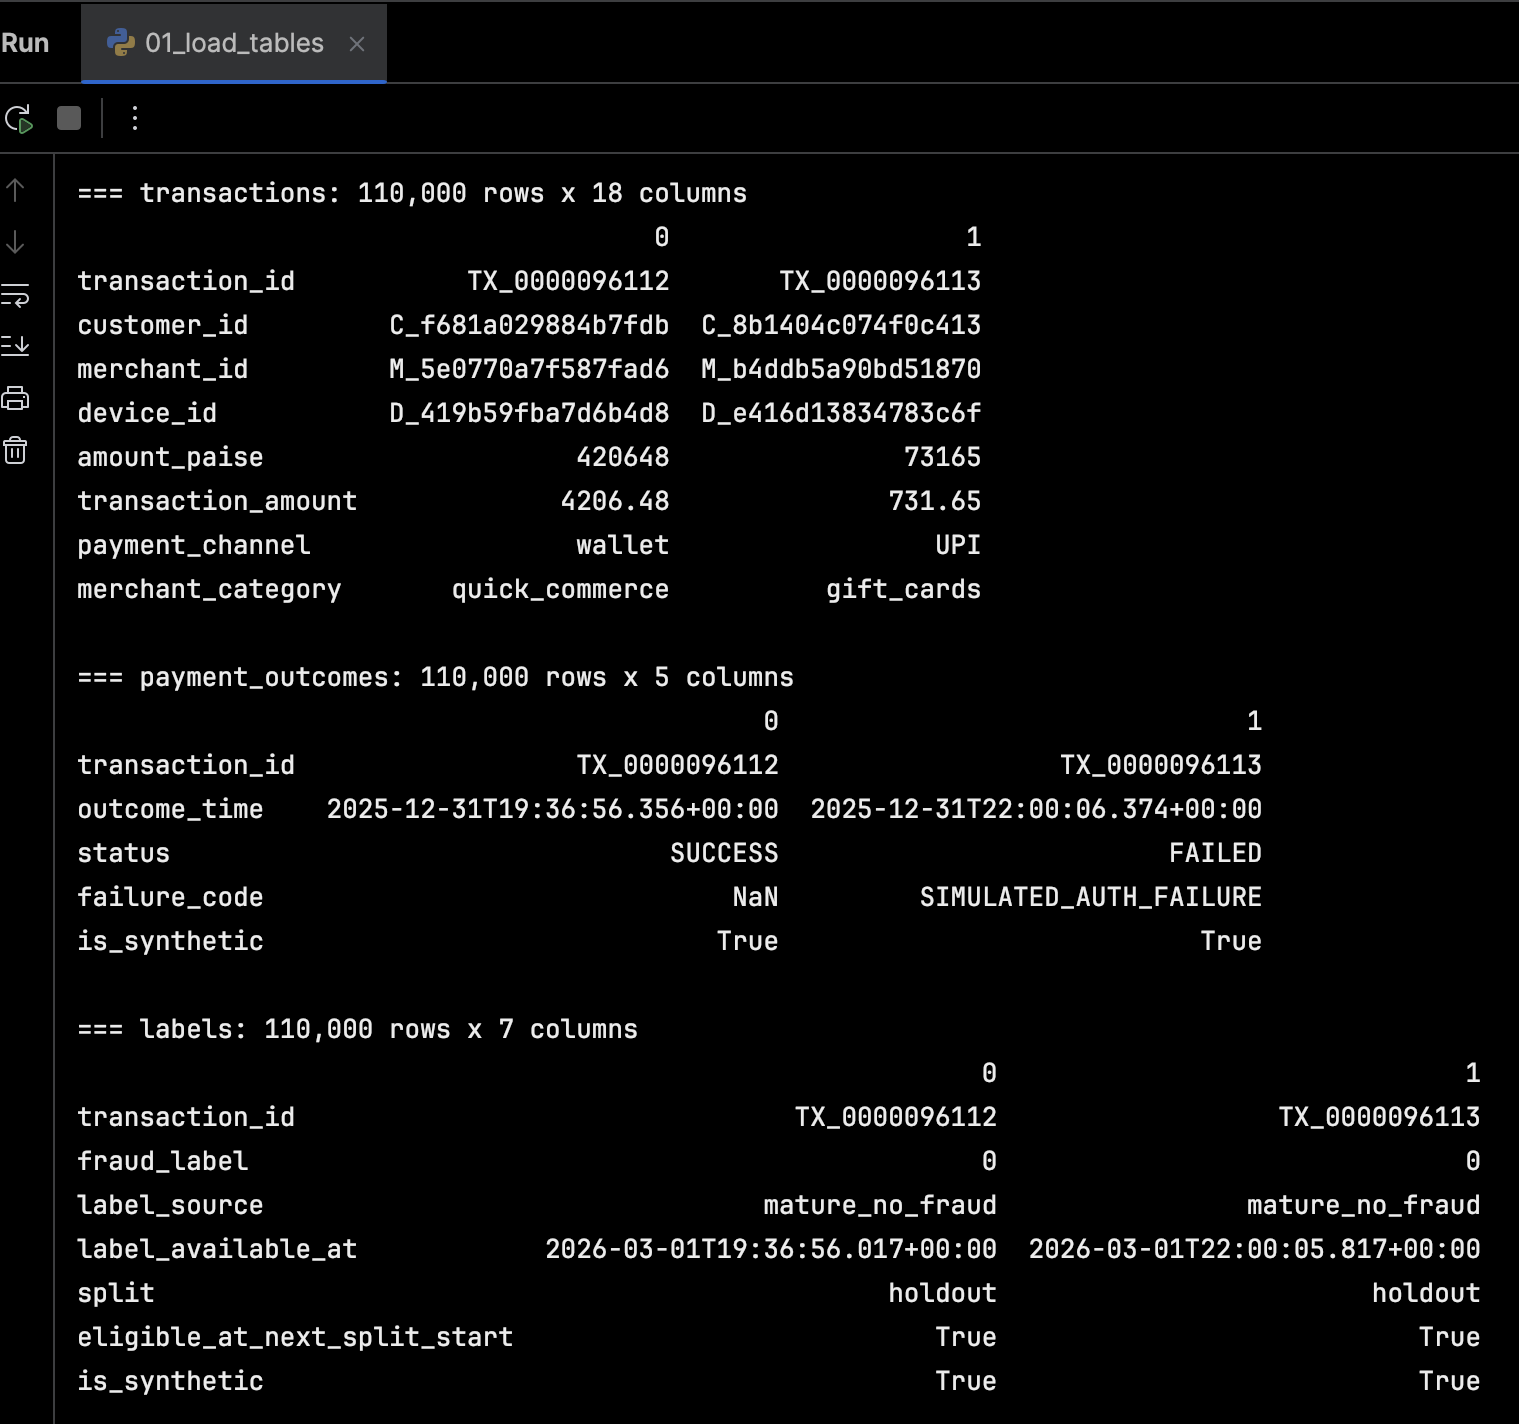 Run 01_load_tables
=== transactions: 110,000 rows x 18 columns
0 1
transaction_id TX_0000096112 TX_0000096113
customer_id C_f681a029884b7fdb C_8b1404c074f0c413
merchant_id M_5e0770a7f587fad6 M_b4ddb5a90bd51870
device_id D_419b59fba7d6b4d8 D_e416d13834783c6f
amount_paise 420648 73165
transaction_amount 4206.48 731.65
payment_channel wallet UPI
merchant_category quick_commerce gift_cards
=== payment_outcomes: 110,000 rows x 5 columns
0 1
transaction_id TX_0000096112 TX_0000096113
outcome_time 2025-12-31T19:36:56.356+00:00 2025-12-31T22:00:06.374+00:00
status SUCCESS FAILED
failure_code NaN SIMULATED_AUTH_FAILURE
is_synthetic True True
=== labels: 110,000 rows x 7 columns
0 1
transaction_id TX_0000096112 TX_0000096113
fraud_label 0 0
label_source mature_no_fraud mature_no_fraud
label_available_at 2026-03-01T19:36:56.017+00:00 2026-03-01T22:00:05.817+00:00
split holdout holdout
eligible_at_next_split_start True True
is_synthetic True True